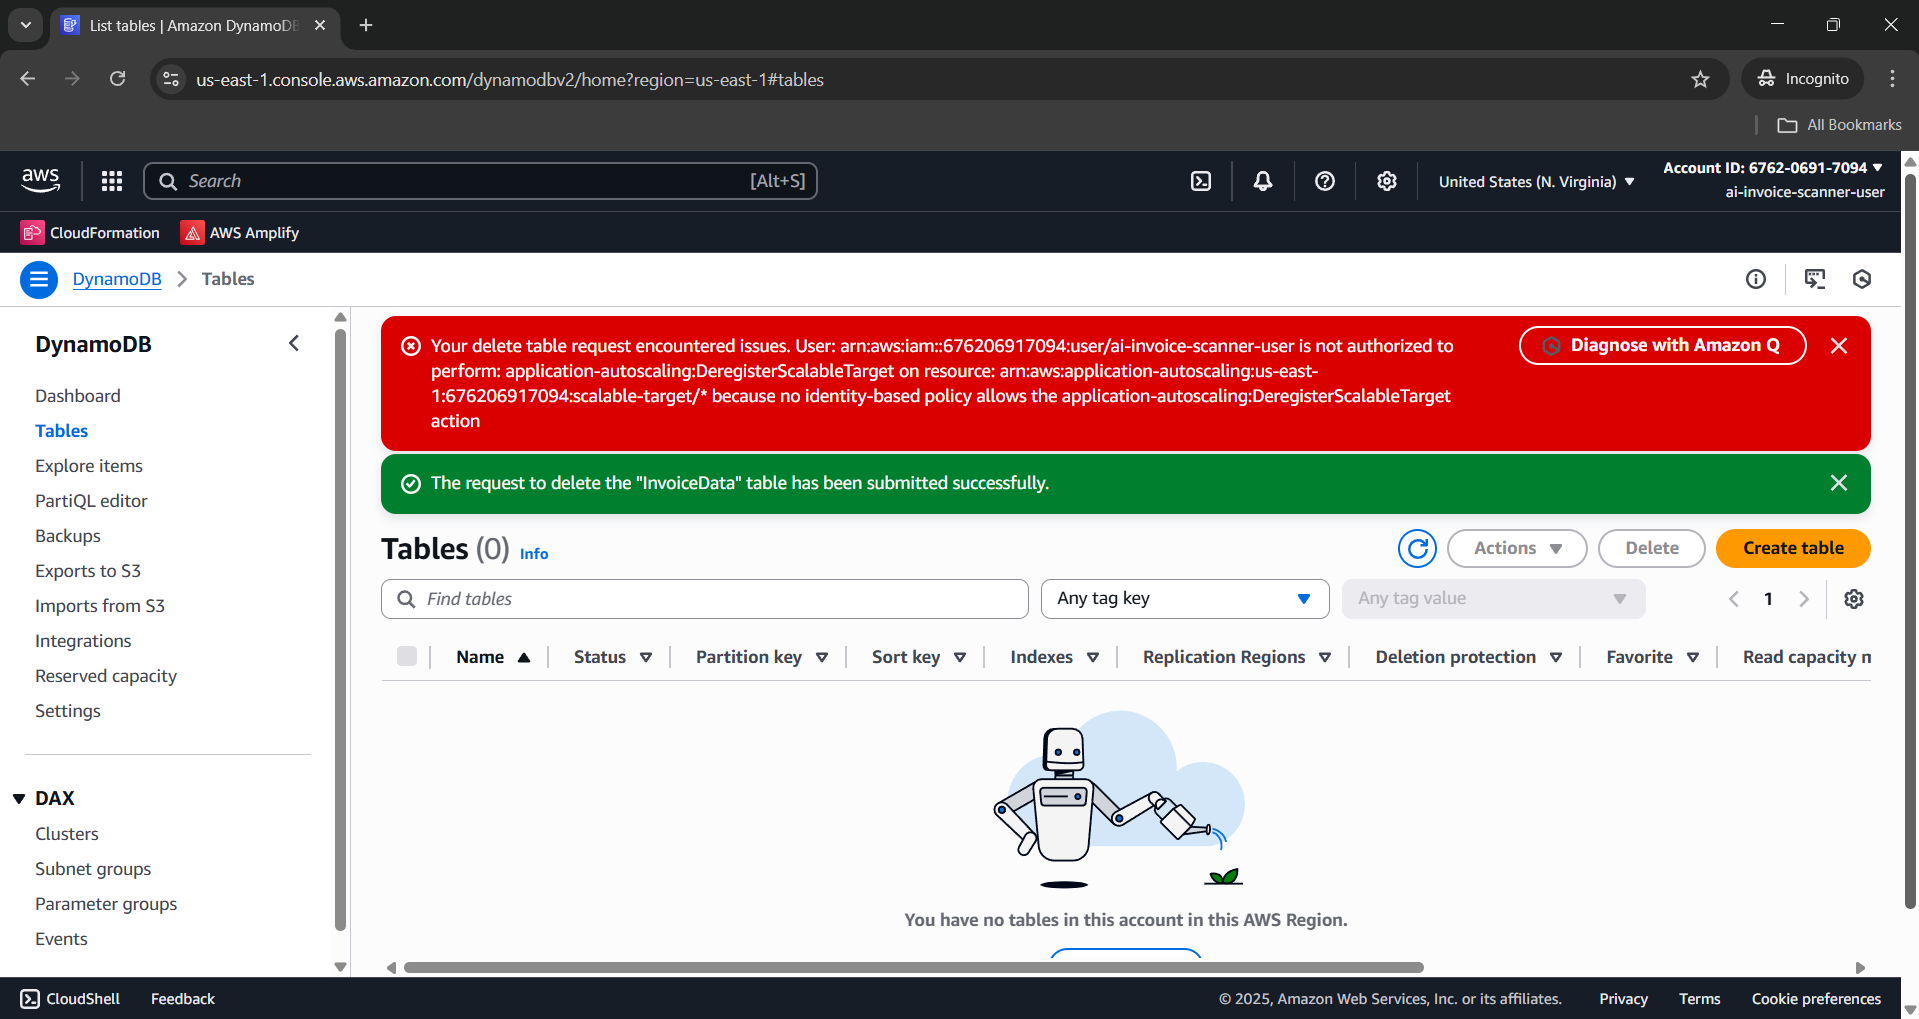 List tables | Amazon DynamoDB
us-east-1.console.aws.amazon.com/dynamodbv2/home?region=us-east-1#tables
Incognito
All Bookmarks
aws
Search
[Alt+S]
United States (N. Virginia)
Account ID: 6762-0691-7094
ai-invoice-scanner-user
CloudFormation
AWS Amplify
DynamoDB
Tables
DynamoDB
Dashboard
Tables
Explore items
PartiQL editor
Backups
Exports to S3
Imports from S3
Integrations
Reserved capacity
Settings
DAX
Clusters
Subnet groups
Parameter groups
Events
Your delete table request encountered issues. User: arn:aws:iam::676206917094:user/ai-invoice-scanner-user is not authorized to
perform: application-autoscaling:DeregisterScalableTarget on resource: arn:aws:application-autoscaling:us-east-
1:676206917094:scalable-target/* because no identity-based policy allows the application-autoscaling:DeregisterScalableTarget
action
Diagnose with Amazon Q
The request to delete the "InvoiceData" table has been submitted successfully.
Tables (0) Info
Actions
Delete
Create table
Find tables
Any tag key
Any tag value
1
Name
Status
Partition key
Sort key
Indexes
Replication Regions
Deletion protection
Favorite
Read capacity
You have no tables in this account in this AWS Region.
CloudShell
Feedback
© 2025, Amazon Web Services, Inc. or its affiliates.
Privacy
Terms
Cookie preferences